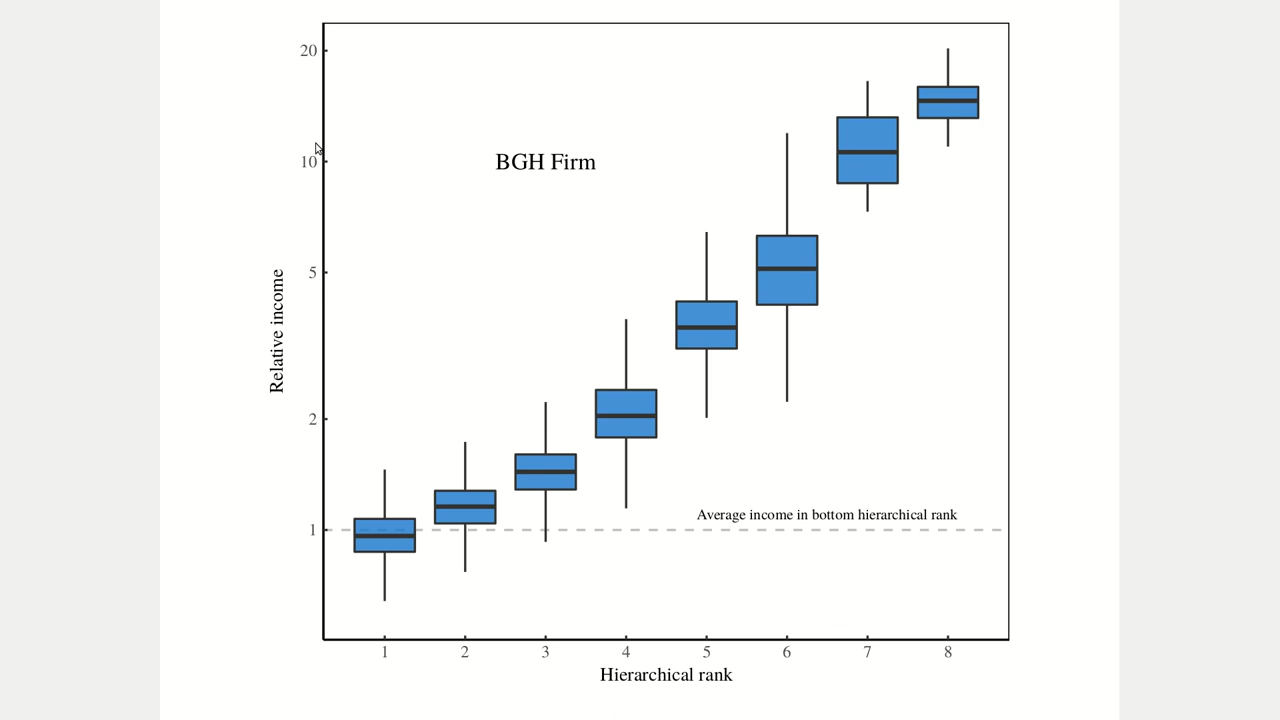 20
10
BGH Firm
5
Relative income
2
Average income in bottom hierarchical rank
1
1 2 3 4 5 6 7 8
Hierarchical rank